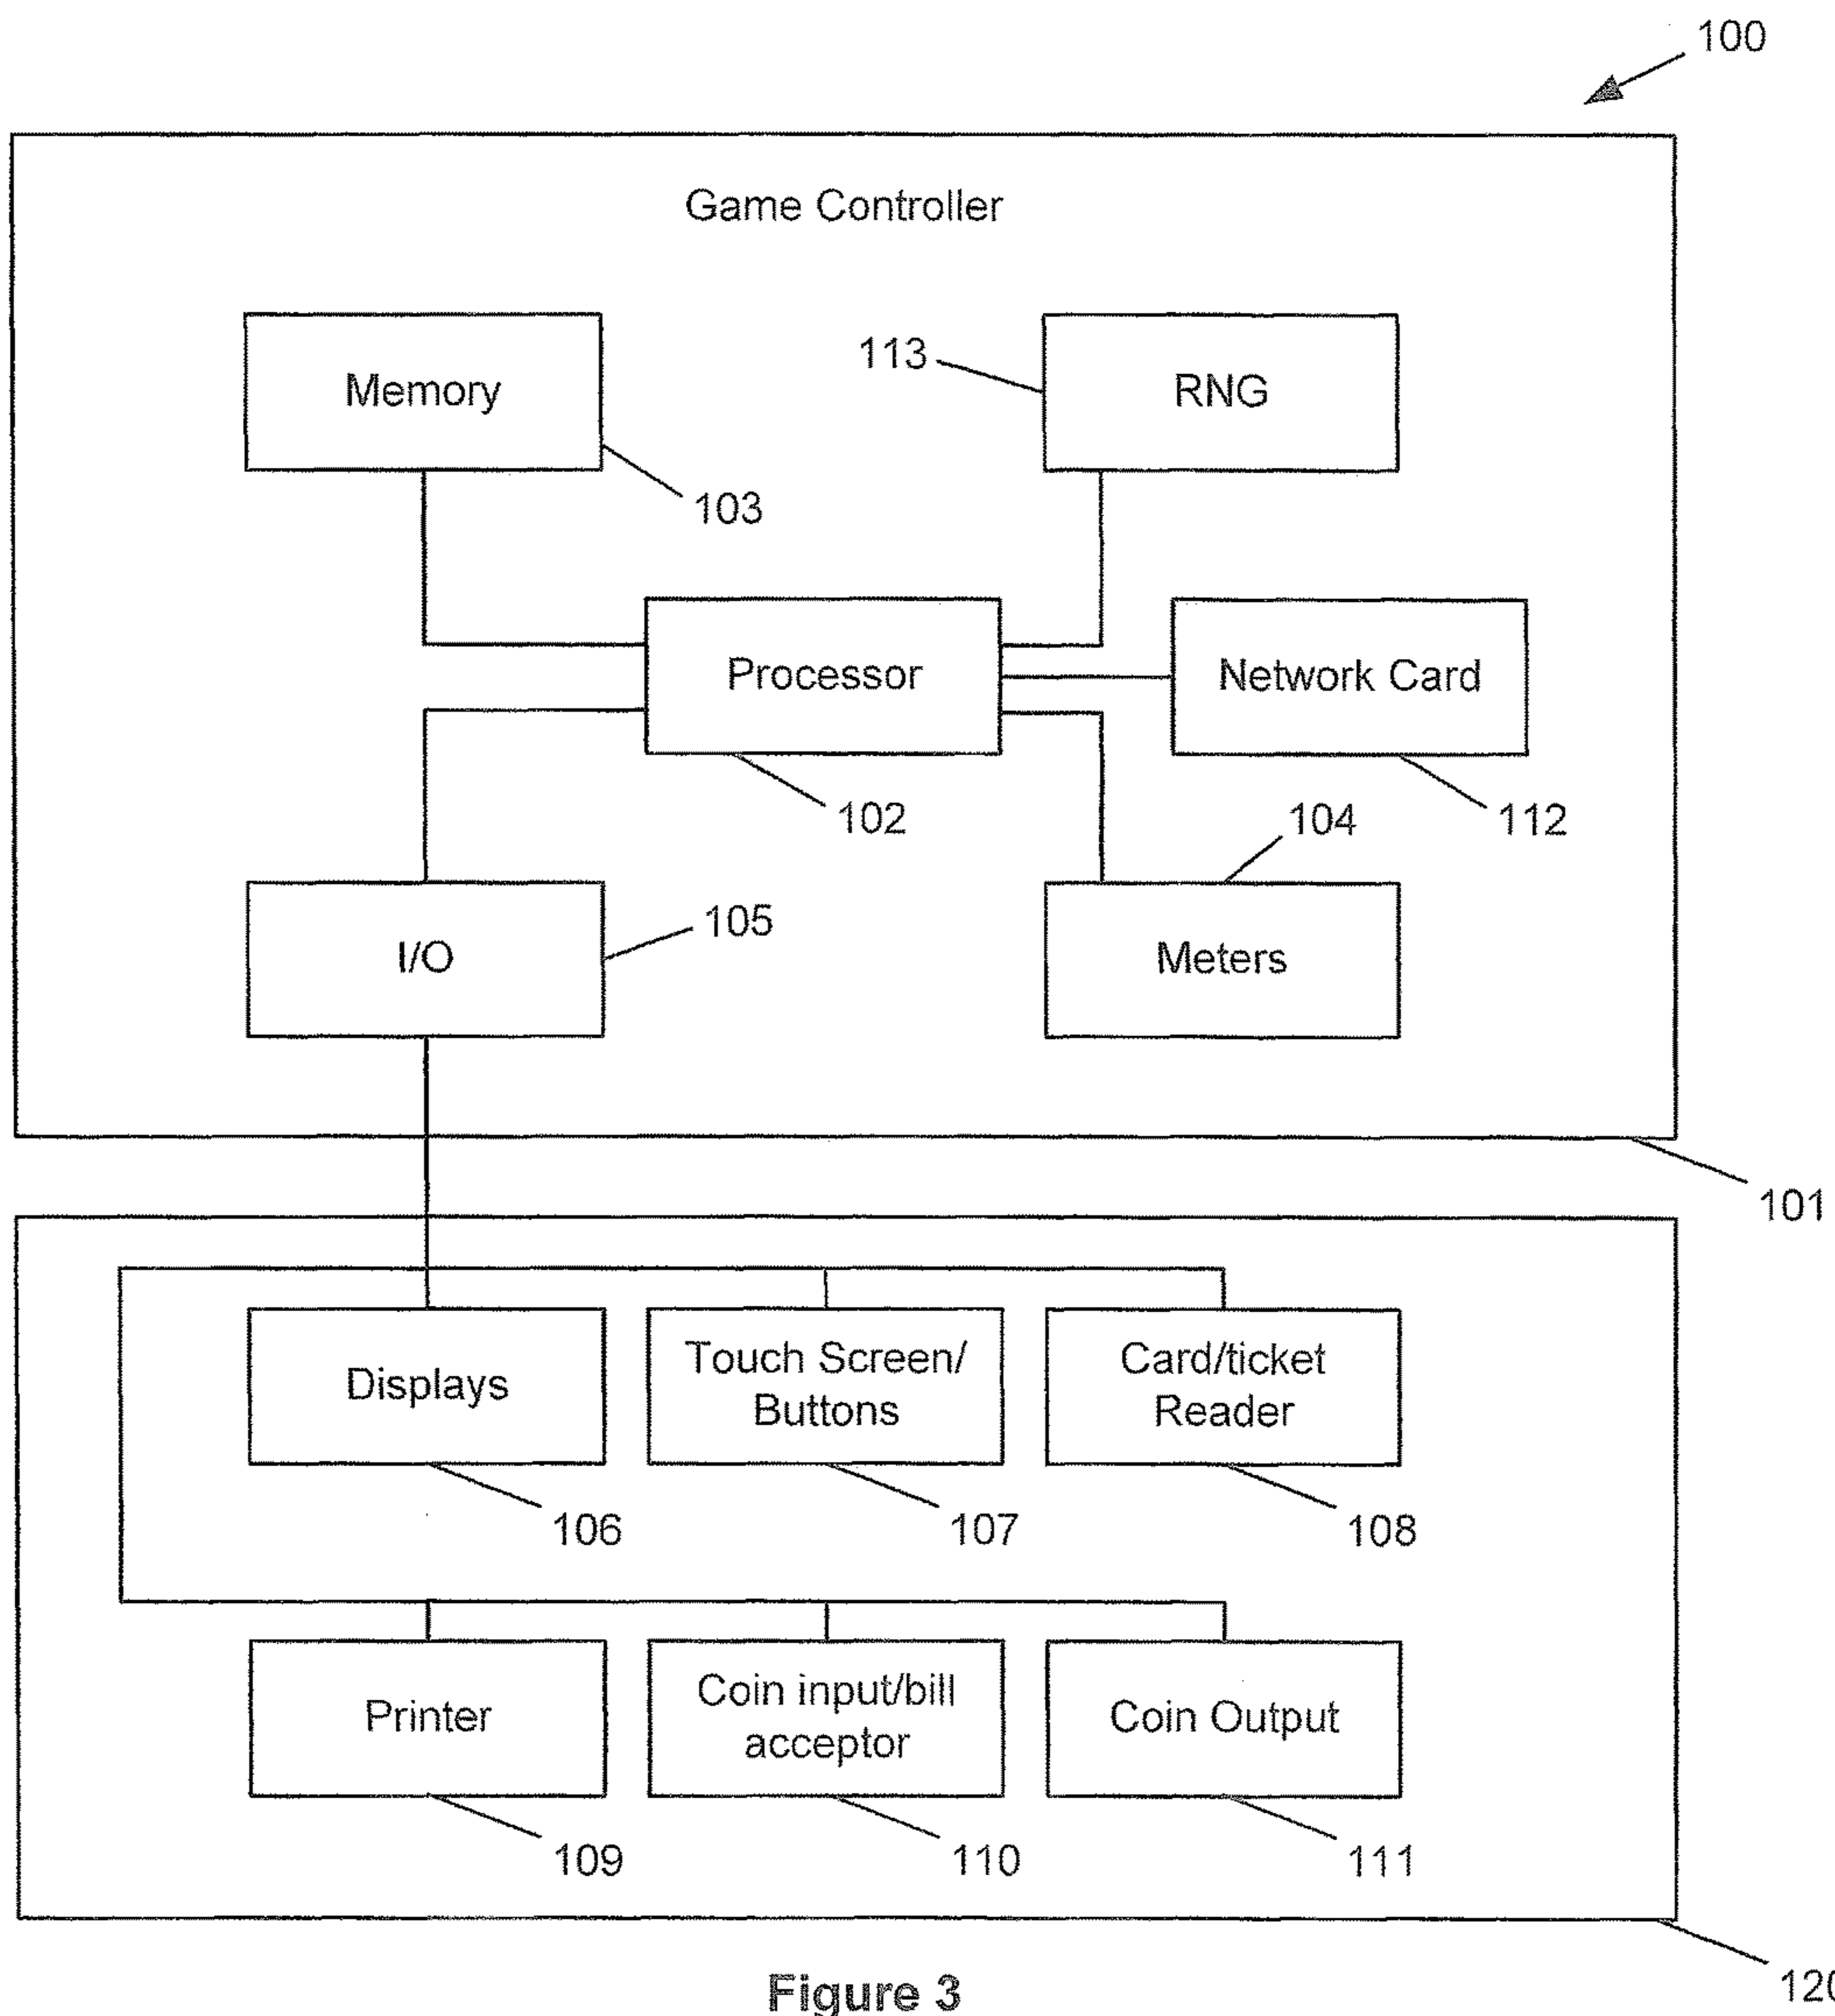 100
Game Controller
Memory
103
113
RNG
Processor
102
Network Card
112
I/O
105
104
Meters
101
Displays
106
Touch Screen/
Buttons
107
Card/ticket
Reader
108
Printer
109
Coin input/bill
acceptor
110
Coin Output
111
120
Figure 3